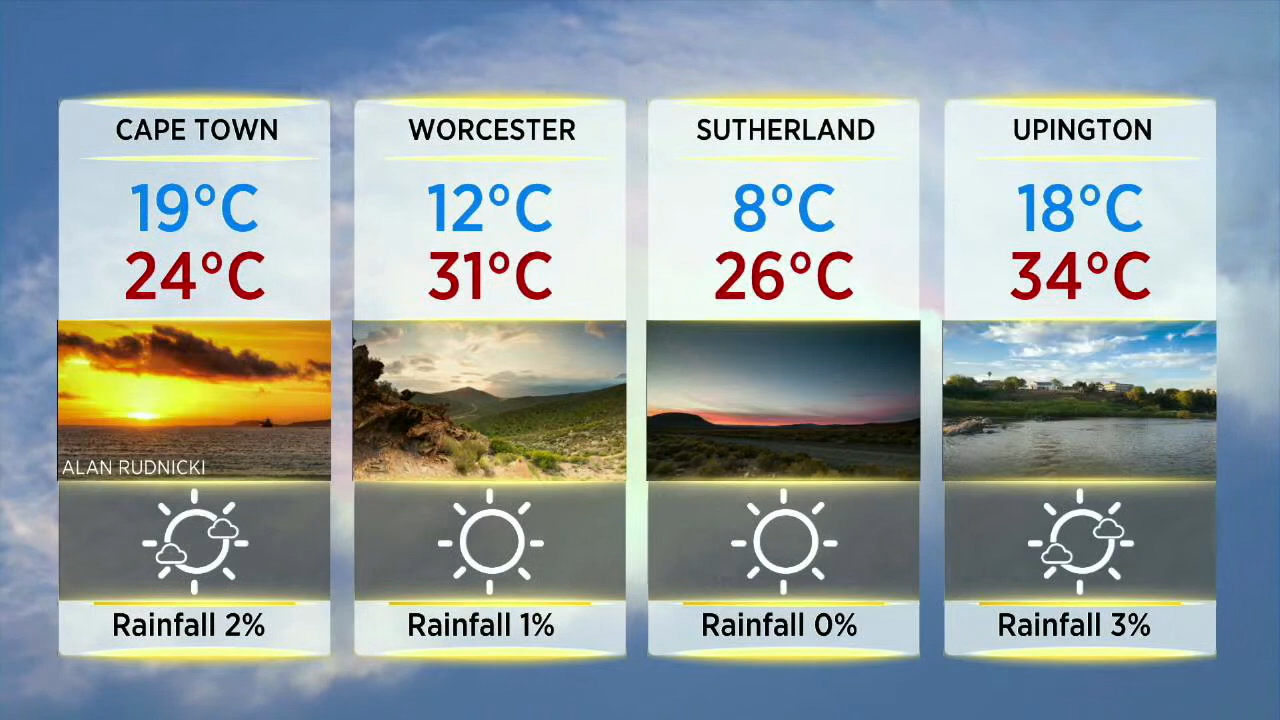 CAPE TOWN
19°C
24°C
ALAN RUDNICKI
Rainfall 2%
WORCESTER
12°C
31°C
Rainfall 1%
SUTHERLAND
8°C
26°C
Rainfall 0%
UPINGTON
18°C
34°C
Rainfall 3%